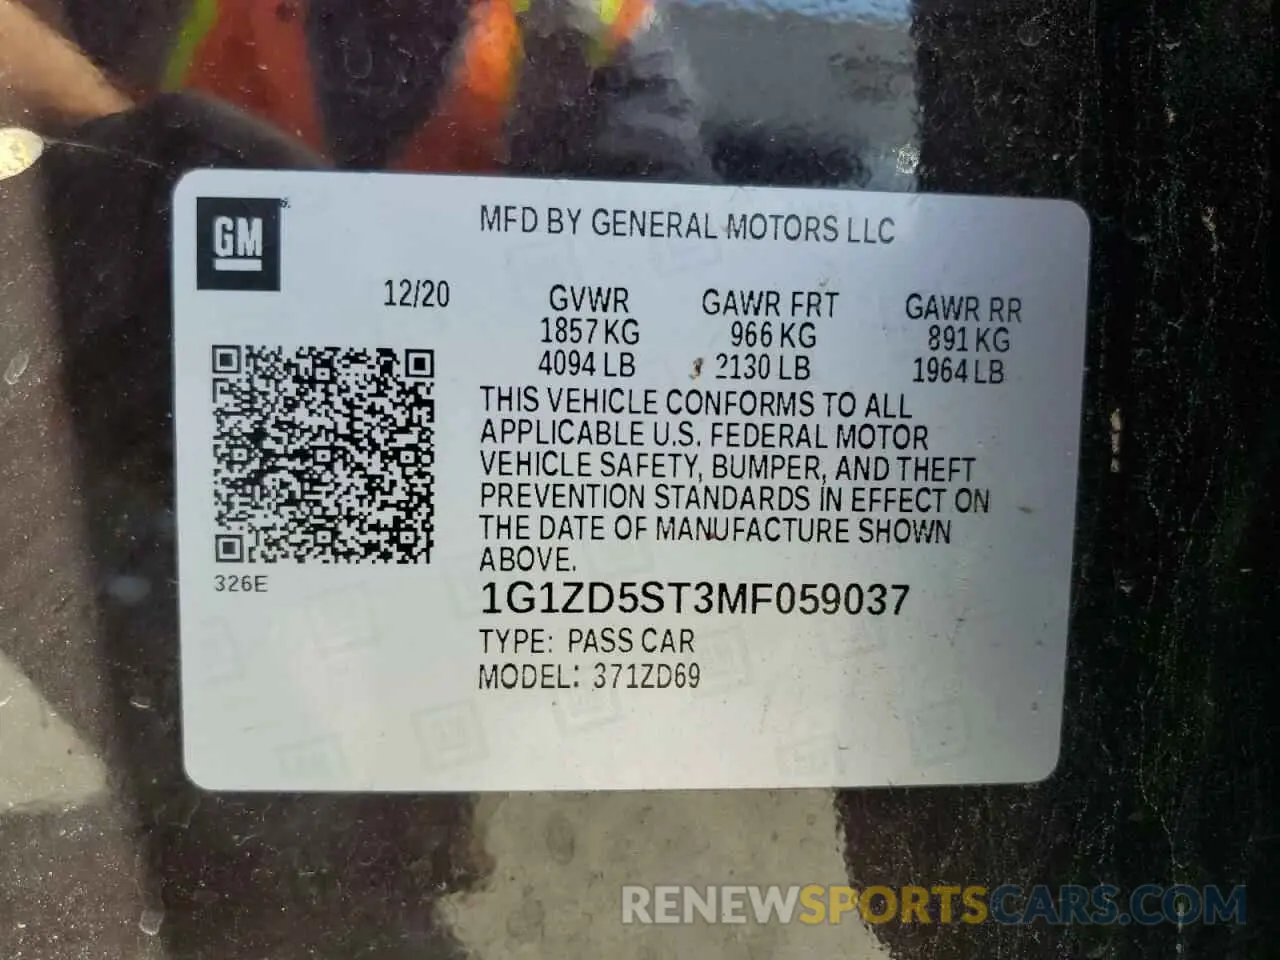 GM
MFD BY GENERAL MOTORS LLC
12/20 GVWR GAWR FRT GAWR RR
1857 KG 966 KG 891 KG
4094 LB 2130 LB 1964 LB
THIS VEHICLE CONFORMS TO ALL
APPLICABLE U.S. FEDERAL MOTOR
VEHICLE SAFETY, BUMPER, AND THEFT
PREVENTION STANDARDS IN EFFECT ON
THE DATE OF MANUFACTURE SHOWN
ABOVE.
326E
1G1ZD5ST3MF059037
TYPE: PASS CAR
MODEL: 371ZD69
RENEWSPORTSCARS.COM